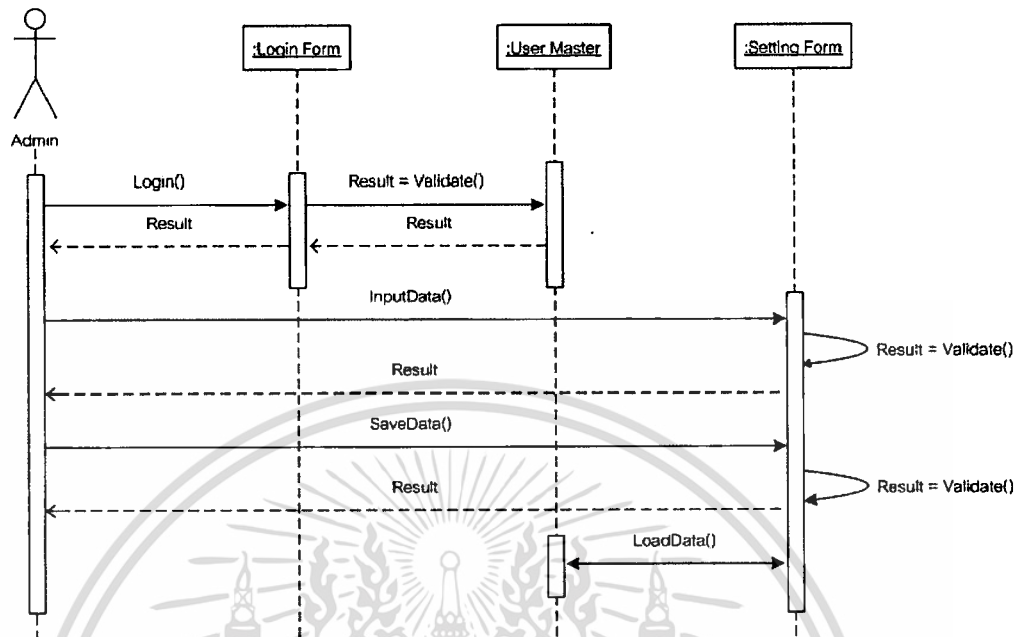 :Login Form
:User Master
:Setting Form
Admin
Login()
Result = Validate()
Result
Result
InputData()
Result = Validate()
Result
SaveData()
Result
Result = Validate()
LoadData()